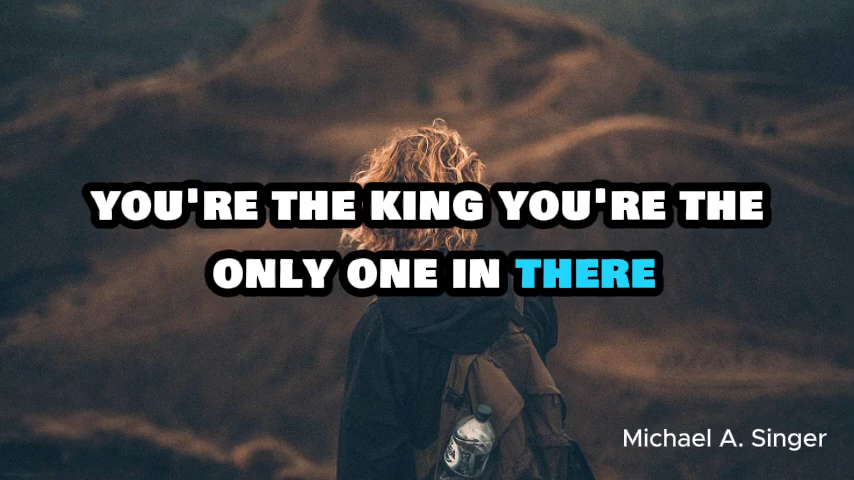 YOU'RE THE KING YOU'RE THE
ONLY ONE IN THERE
Michael A. Singer